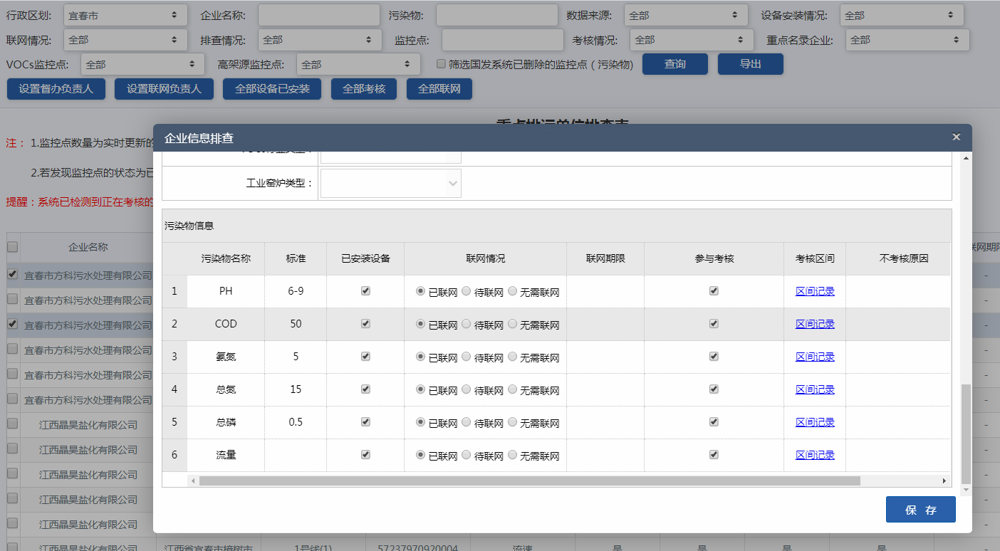 行政区划: 宜春市 企业名称: 污染物: 数据来源: 全部 设备安装情况: 全部
联网情况: 全部 排查情况: 全部 监控点: 考核情况: 全部 重点名录企业: 全部
VOCs监控点: 全部 高架源监控点: 全部 筛选国发系统已删除的监控点（污染物） 查询 导出
设置督办负责人 设置联网负责人 全部设备已安装 全部考核 全部联网
注： 1.监控点数量为实时更新的
2.若发现监控点的状态为已
提醒：系统已检测到正在考核的
企业信息排查 ×
工业窑炉类型：
污染物信息
污染物名称 标准 已安装设备 联网情况 联网期限 参与考核 考核区间 不考核原因
1 PH 6-9 已联网 待联网 无需联网 区间记录
2 COD 50 已联网 待联网 无需联网 区间记录
3 氨氮 5 已联网 待联网 无需联网 区间记录
4 总氮 15 已联网 待联网 无需联网 区间记录
5 总磷 0.5 已联网 待联网 无需联网 区间记录
6 流量 已联网 待联网 无需联网 区间记录
保 存
企业名称 联网期限
宜春市方科污水处理有限公司 -
宜春市方科污水处理有限公司 -
宜春市方科污水处理有限公司 -
宜春市方科污水处理有限公司 -
宜春市方科污水处理有限公司 -
宜春市方科污水处理有限公司 -
江西晶昊盐化有限公司 -
江西晶昊盐化有限公司 -
江西晶昊盐化有限公司 -
江西晶昊盐化有限公司 -
江西晶昊盐化有限公司 -
江西晶昊盐化有限公司 江西省宜春市樟树市 1号线(1) 57237970920004 流速 是 是 是 是 -